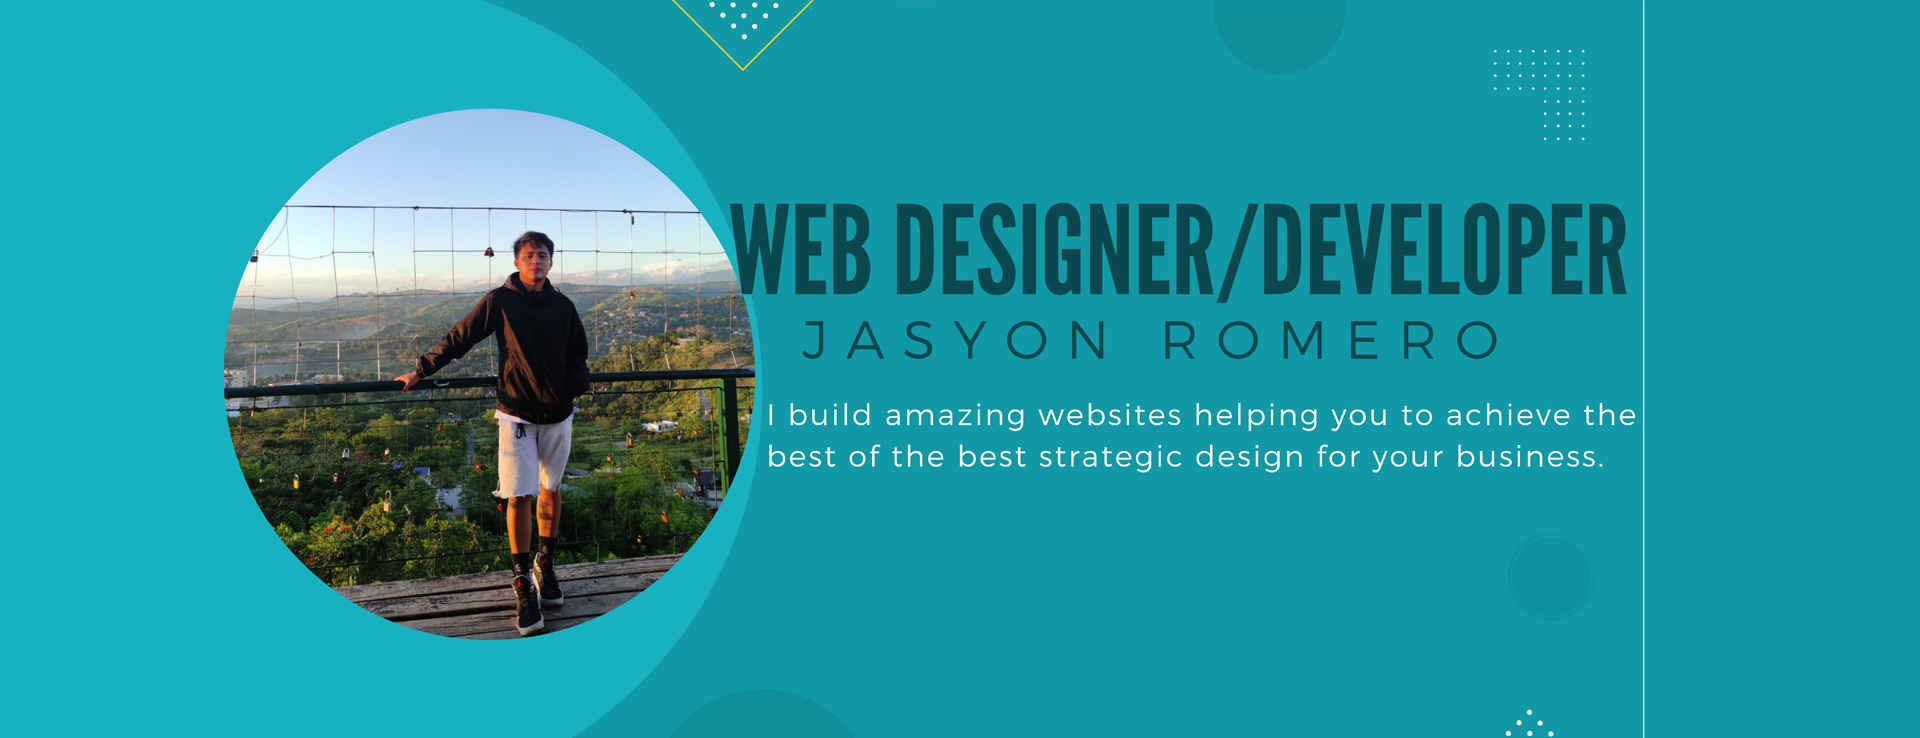 WEB DESIGNER/DEVELOPER
JASYON ROMERO
I build amazing websites helping you to achieve the
best of the best strategic design for your business.